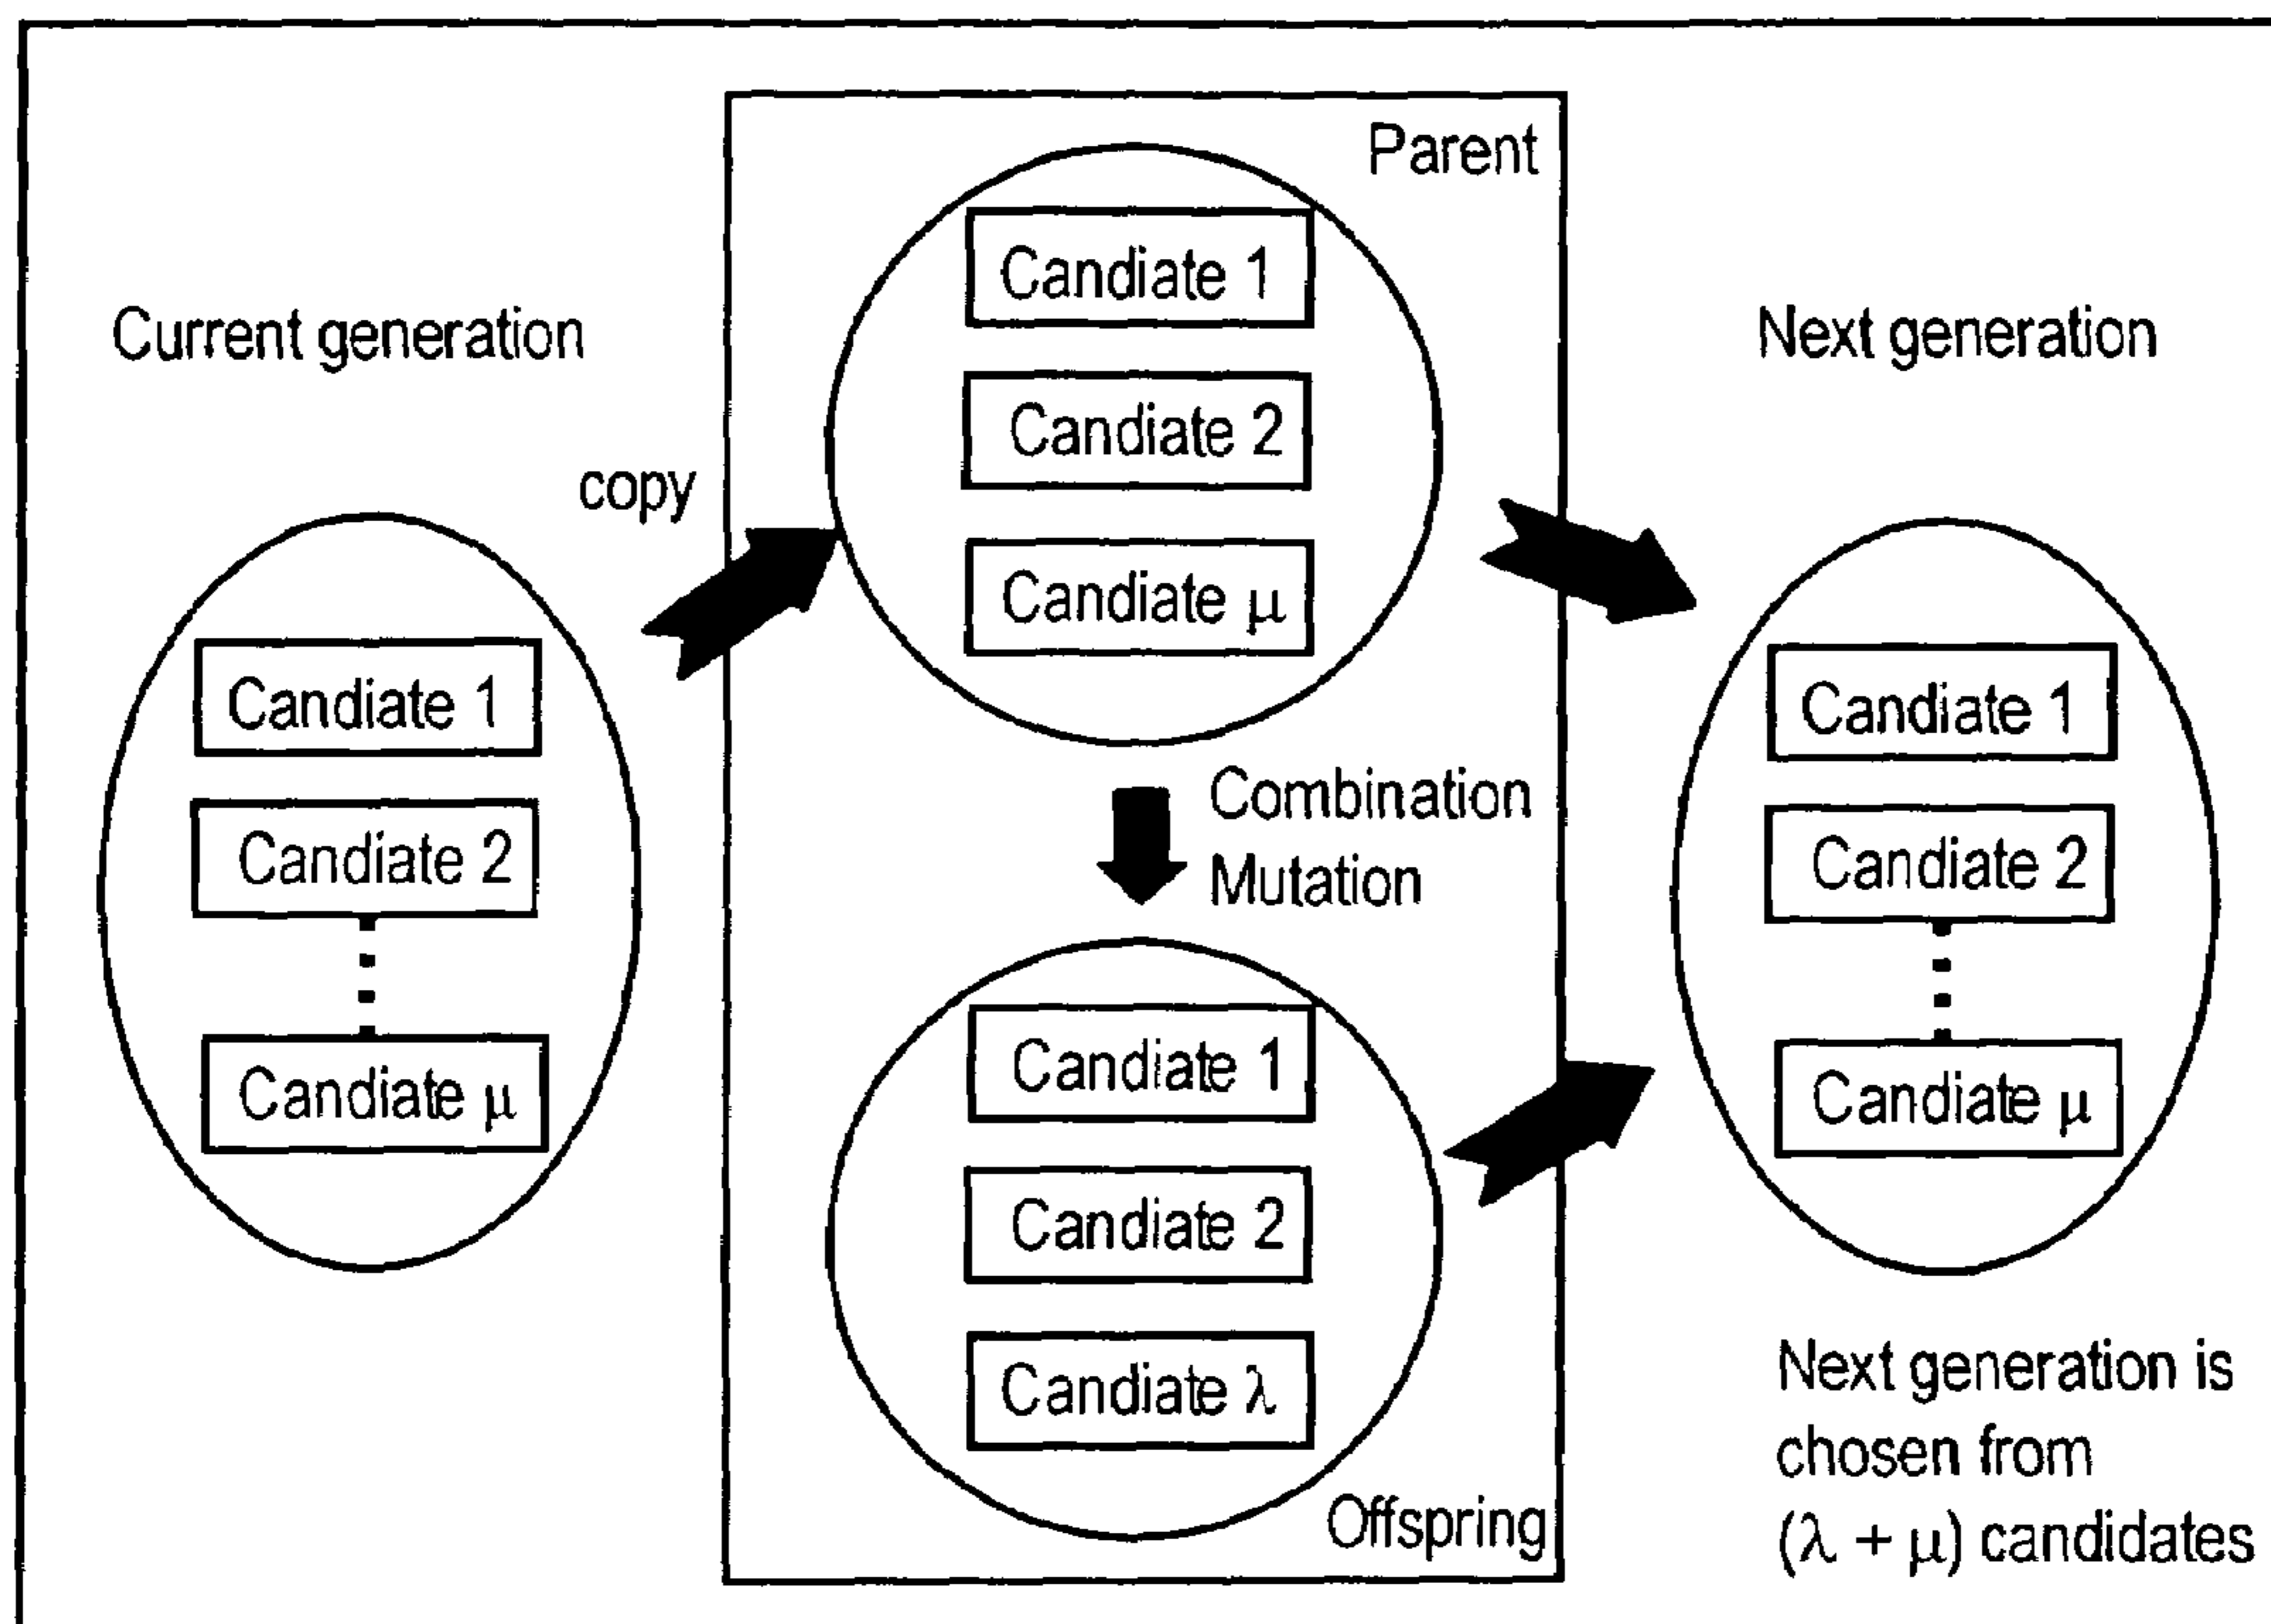 Current generation
Candiate 1
Candiate 2
Candiate μ
copy
Parent
Candiate 1
Candiate 2
Candiate μ
Combination
Mutation
Candiate 1
Candiate 2
Candiate λ
Offspring
Next generation
Candiate 1
Candiate 2
Candiate μ
Next generation is
chosen from
(λ + μ) candidates